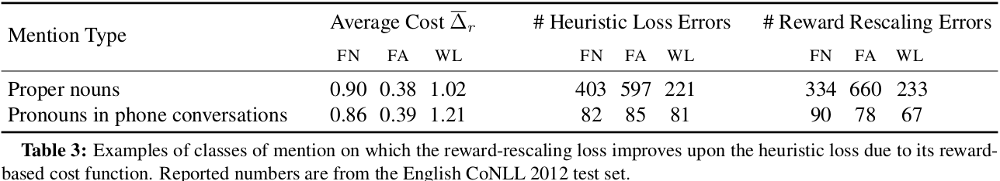 Mention Type Average Cost Δ̅r # Heuristic Loss Errors # Reward Rescaling Errors
FN FA WL FN FA WL FN FA WL
Proper nouns 0.90 0.38 1.02 403 597 221 334 660 233
Pronouns in phone conversations 0.86 0.39 1.21 82 85 81 90 78 67
Table 3: Examples of classes of mention on which the reward-rescaling loss improves upon the heuristic loss due to its reward-
based cost function. Reported numbers are from the English CoNLL 2012 test set.